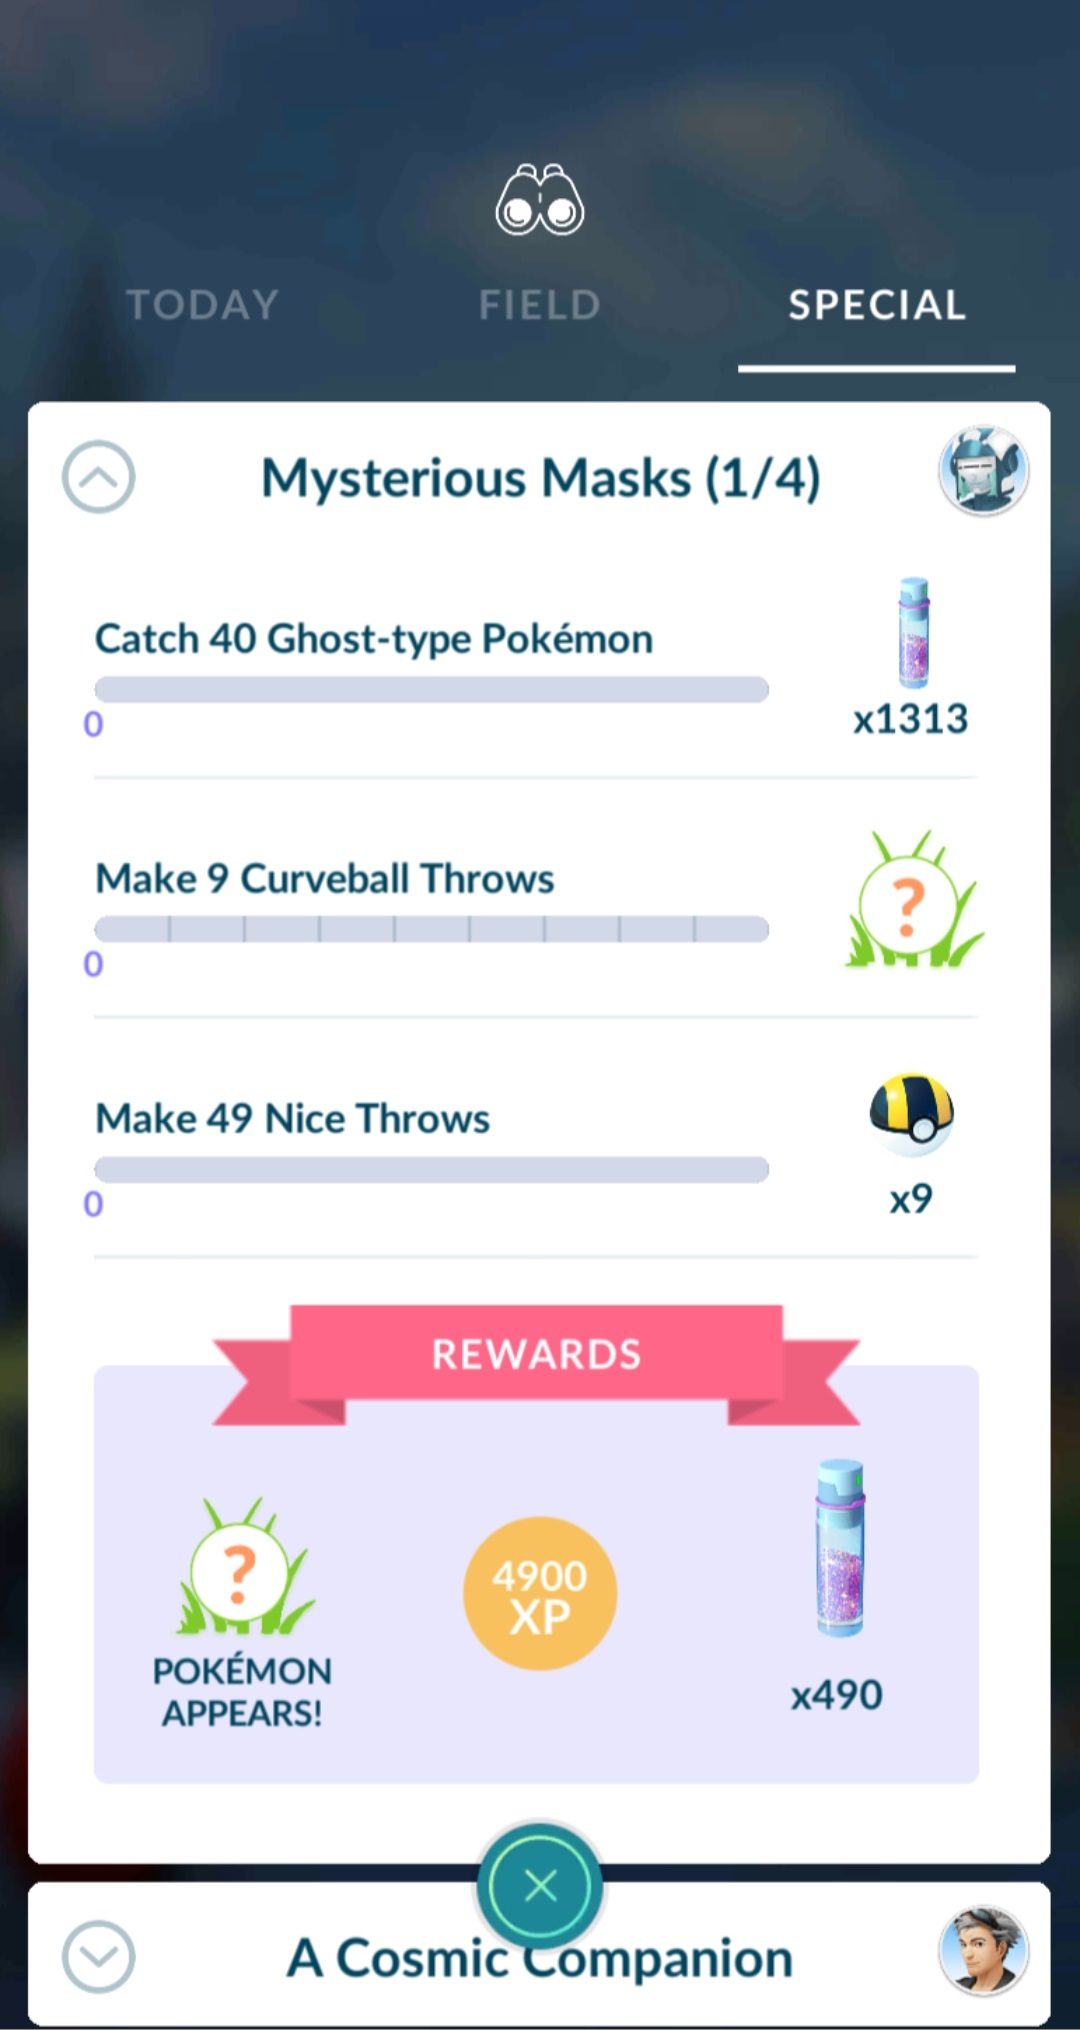 TODAY
FIELD
SPECIAL
Mysterious Masks (1/4)
Catch 40 Ghost-type Pokémon
0
x1313
Make 9 Curveball Throws
0
?
Make 49 Nice Throws
0
x9
REWARDS
?
POKÉMON
APPEARS!
4900
XP
x490
A Cosmic Companion